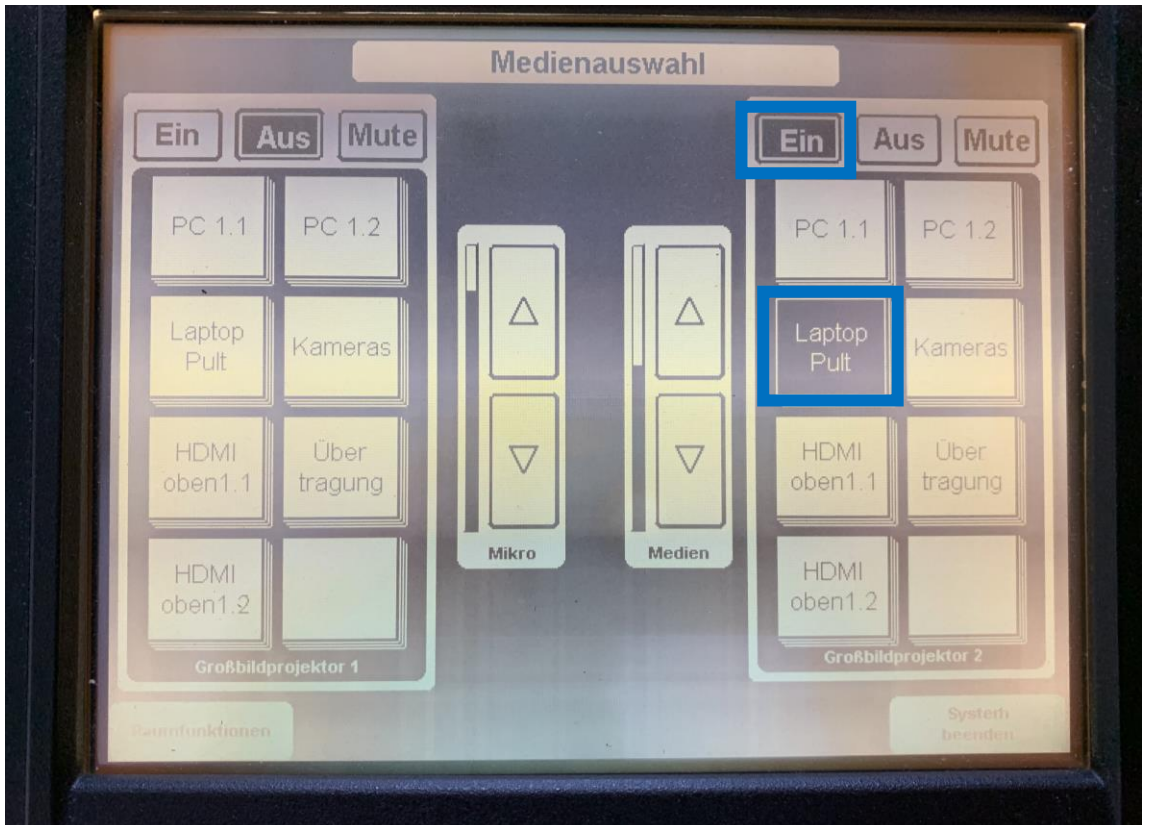 Medienauswahl
Ein Aus Mute
PC 1.1 PC 1.2
Laptop
Pult
Kameras
HDMI
oben1.1
Über
tragung
HDMI
oben1.2
Großbildprojektor 1
Mikro
Medien
Ein Aus Mute
PC 1.1 PC 1.2
Laptop
Pult
Kameras
HDMI
oben1.1
Über
tragung
HDMI
oben1.2
Großbildprojektor 2
Raumfunktionen
System
beenden